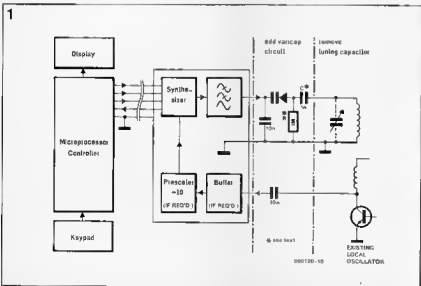 1
Display
Microprocessor
Controller
Keypad
Synthe-
sizer
Prescaler
÷10
(IF REQ'D)
Buffer
(IF REQ'D)
add varicap
circuit
remove
tuning capacitor
10n
30n
* see text
EXISTING
LOCAL
OSCILLATOR